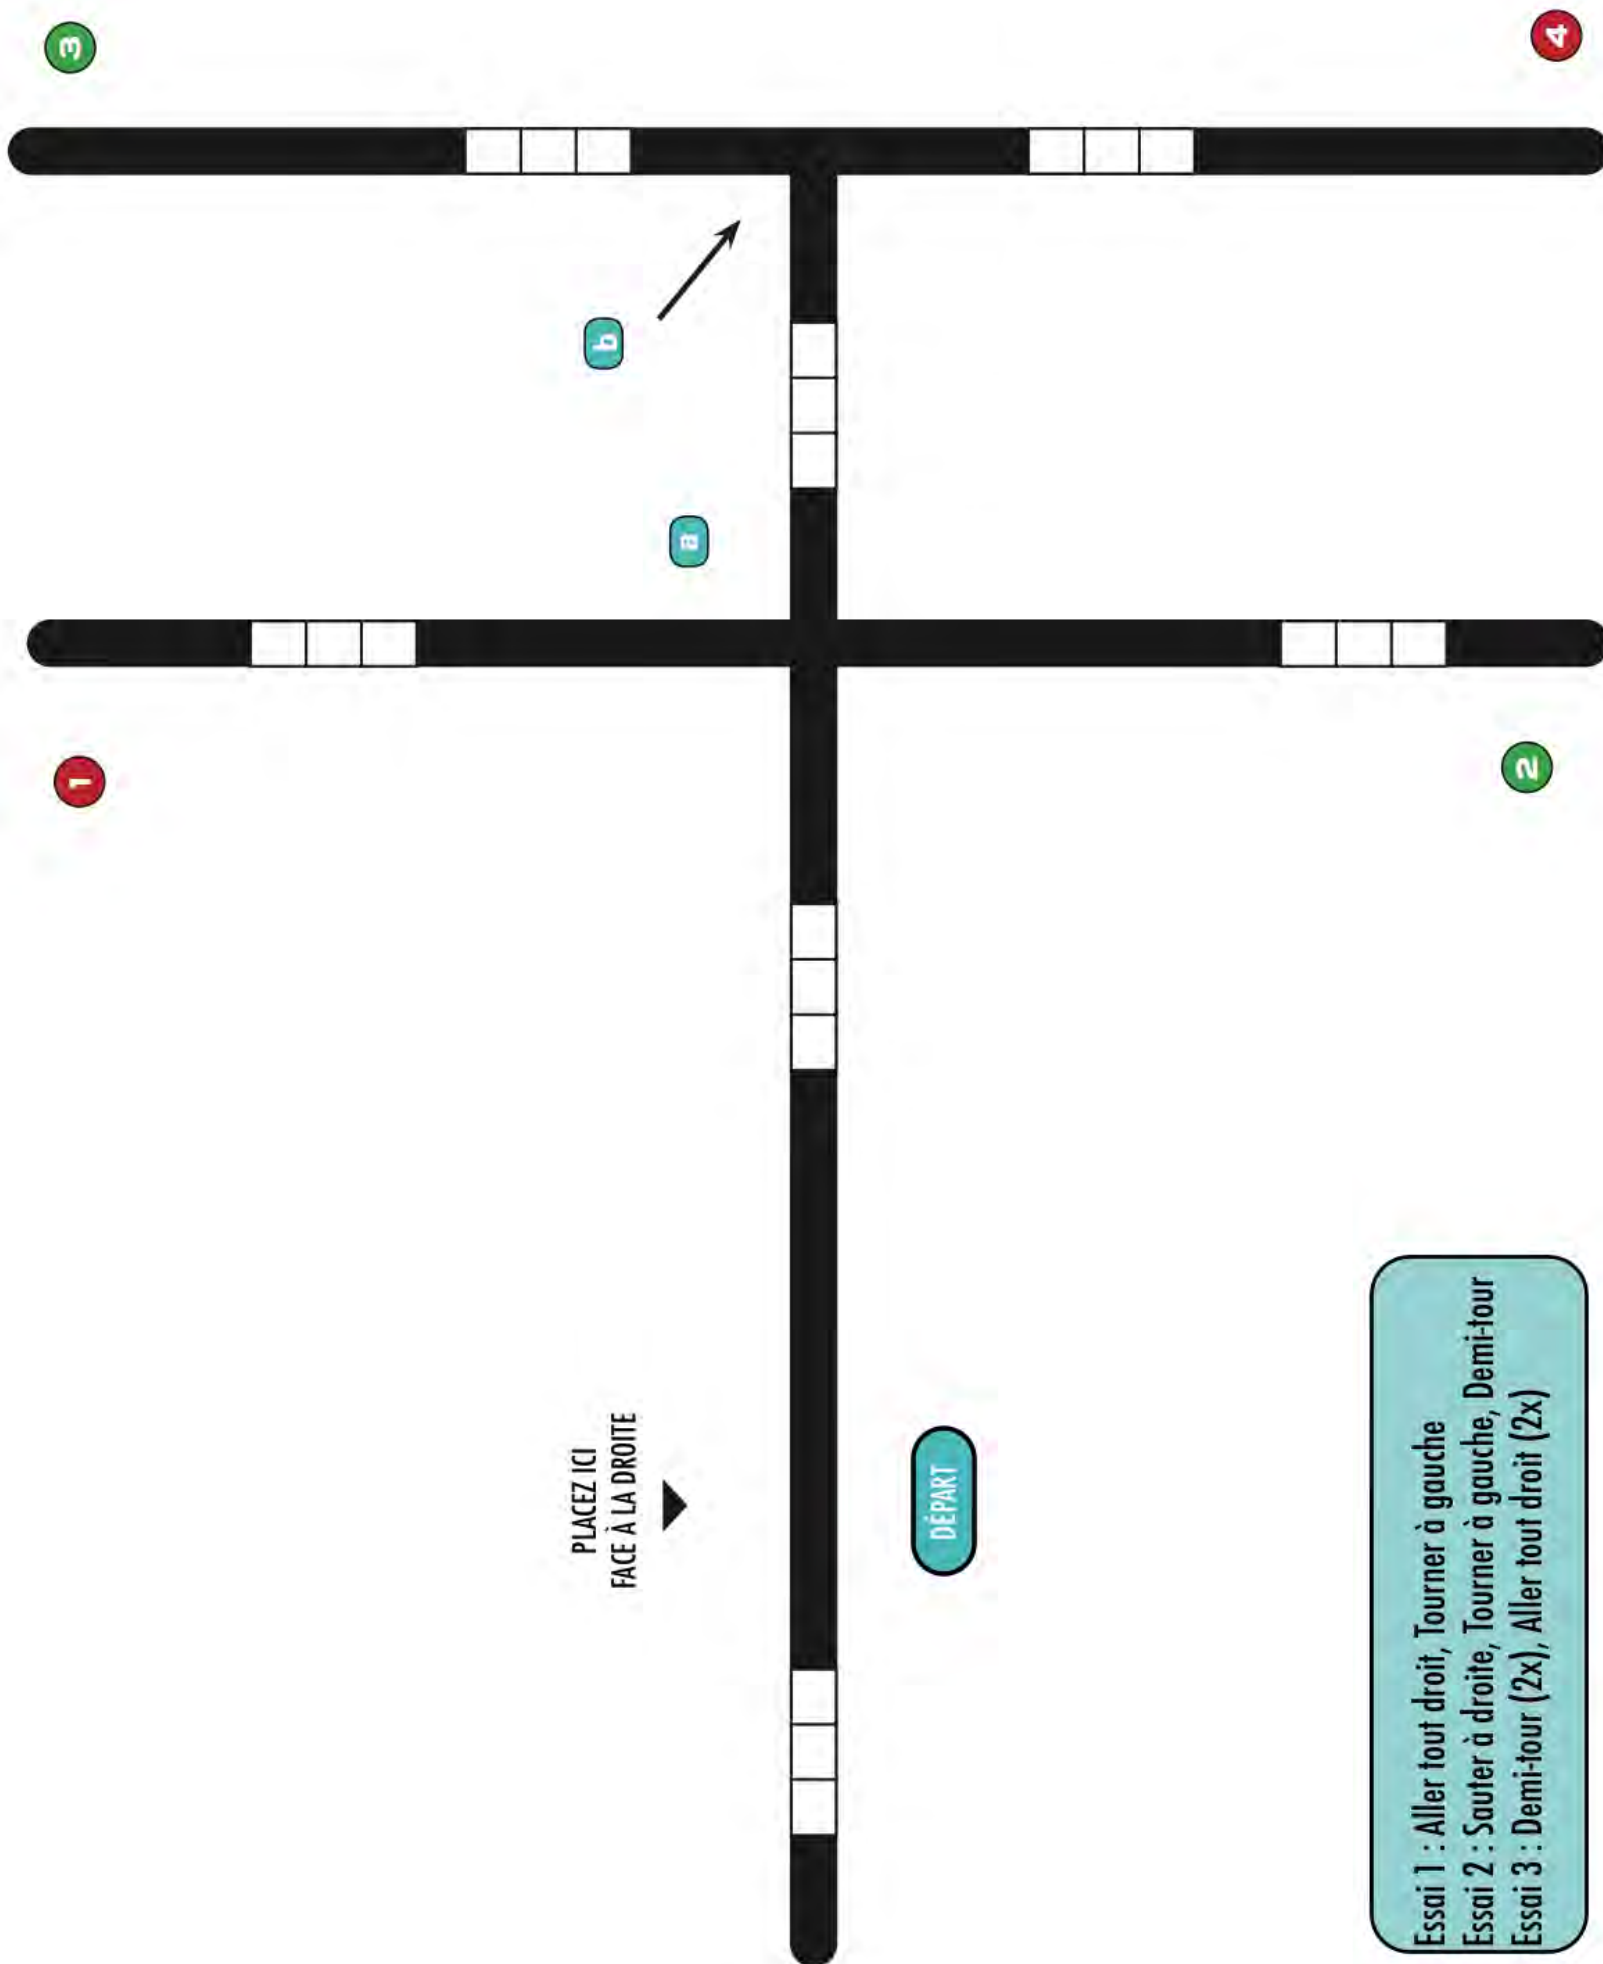 3
4
b
a
1
2
PLACEZ ICI
FACE À LA DROITE
DÉPART
Essai 1 : Aller tout droit, Tourner à gauche
Essai 2 : Sauter à droite, Tourner à gauche, Demi-tour
Essai 3 : Demi-tour (2x), Aller tout droit (2x)